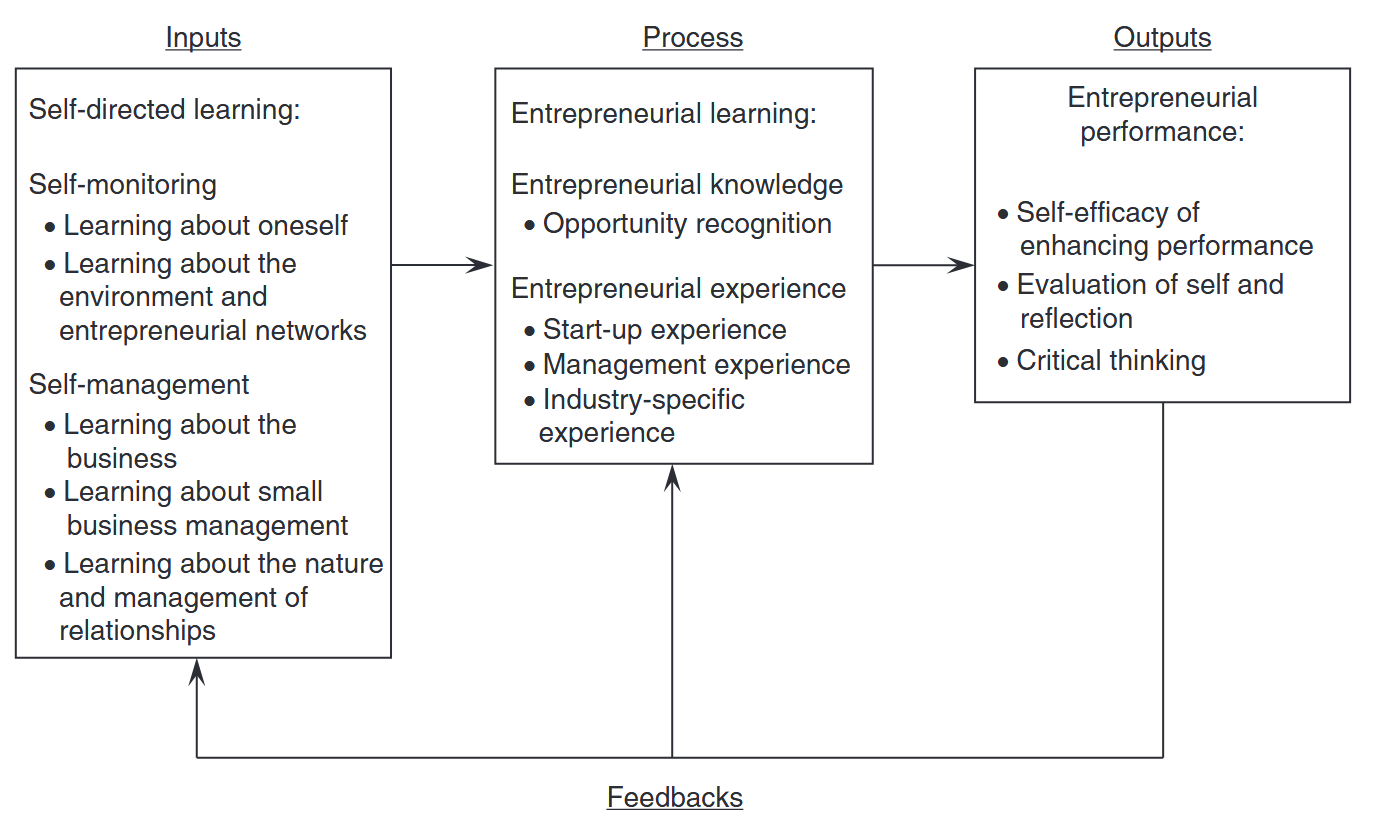 Inputs
Self-directed learning:
Self-monitoring
• Learning about oneself
• Learning about the
environment and
entrepreneurial networks
Self-management
• Learning about the
business
• Learning about small
business management
• Learning about the nature
and management of
relationships
Process
Entrepreneurial learning:
Entrepreneurial knowledge
• Opportunity recognition
Entrepreneurial experience
• Start-up experience
• Management experience
• Industry-specific
experience
Outputs
Entrepreneurial
performance:
• Self-efficacy of
enhancing performance
• Evaluation of self and
reflection
• Critical thinking
Feedbacks